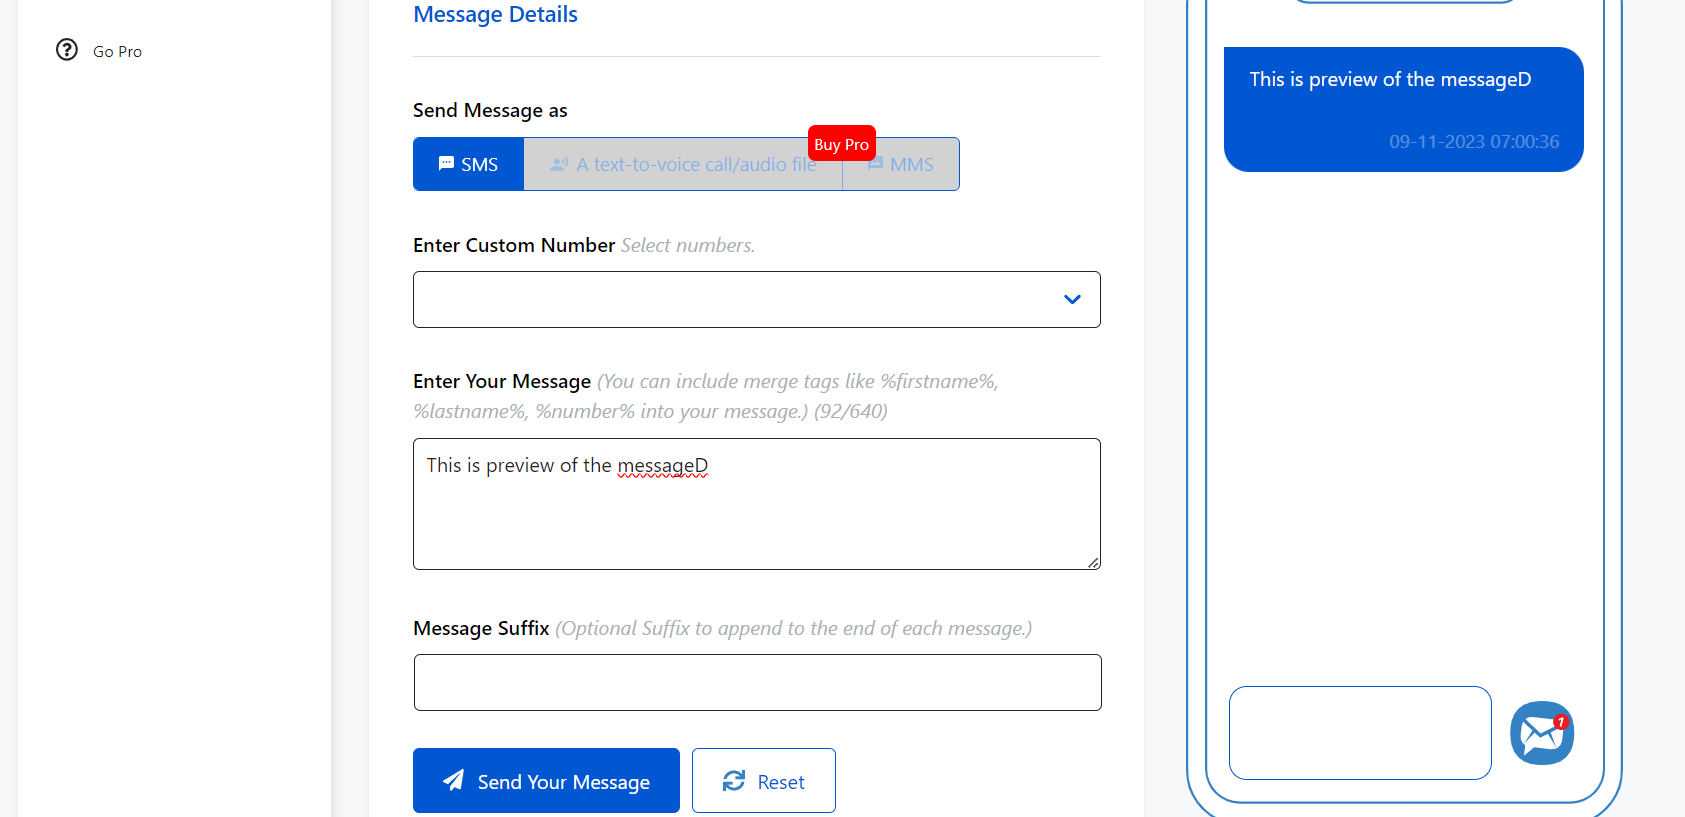 Go Pro
Message Details
Send Message as
Buy Pro
SMS
A text-to-voice call/audio file
MMS
Enter Custom Number Select numbers.
Enter Your Message (You can include merge tags like %firstname%,
%lastname%, %number% into your message.) (92/640)
This is preview of the messageD
Message Suffix (Optional Suffix to append to the end of each message.)
Send Your Message
Reset
This is preview of the messageD
09-11-2023 07:00:36
1